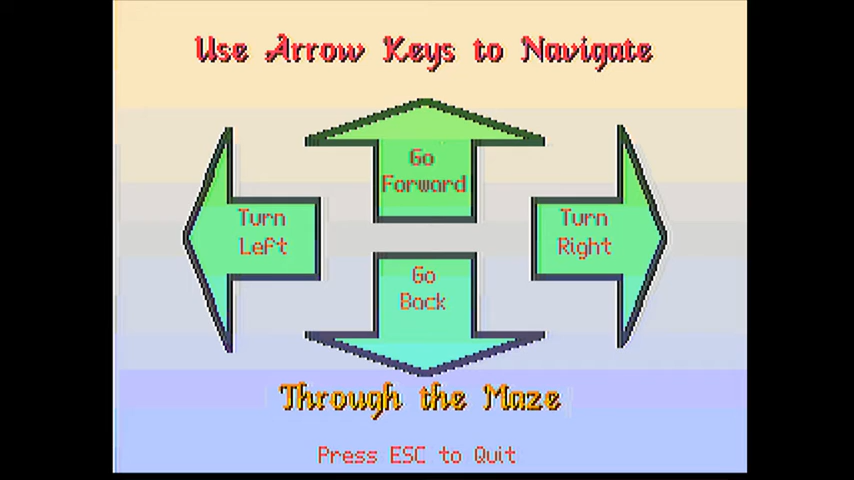 Use Arrow Keys to Navigate
Go
Forward
Turn
Left
Turn
Right
Go
Back
Through the Maze
Press ESC to Quit